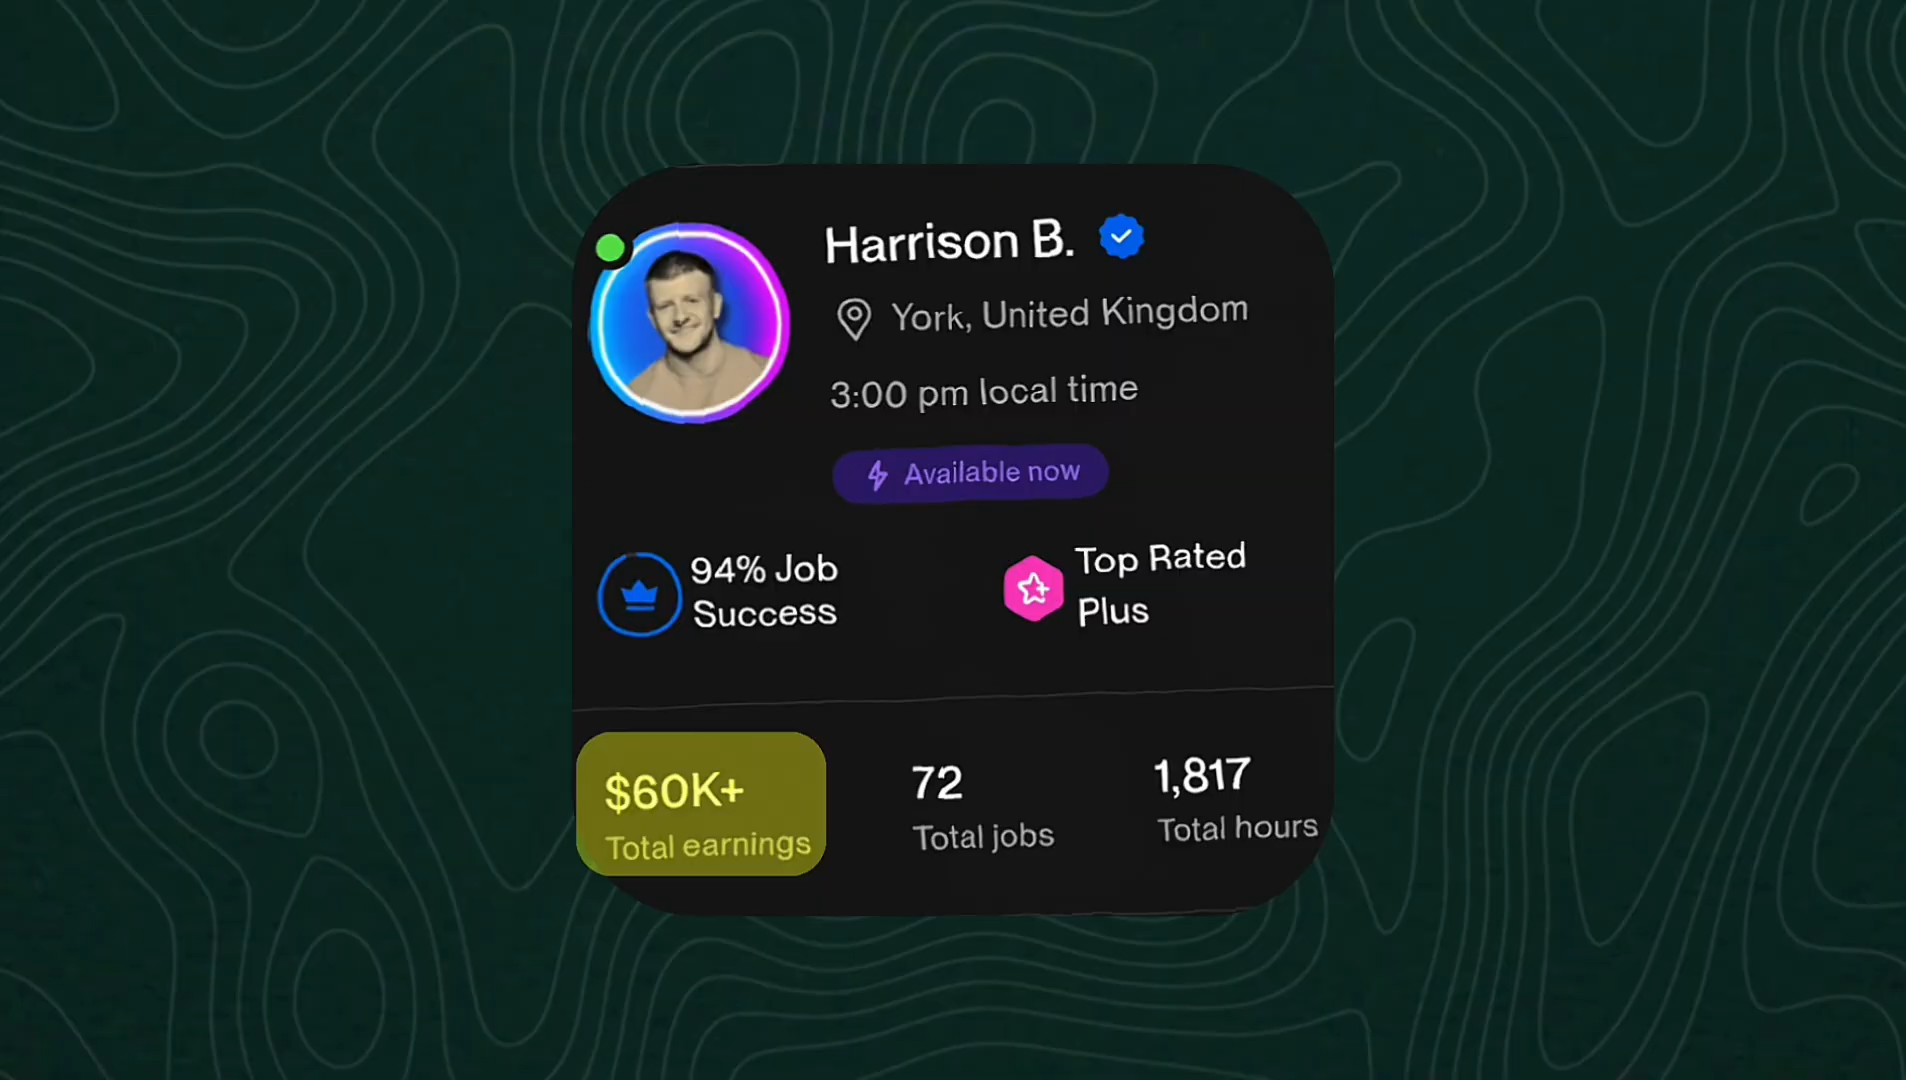 Harrison B.
York, United Kingdom
3:00 pm local time
Available now
94% Job
Success
Top Rated
Plus
$60K+
Total earnings
72
Total jobs
1,817
Total hours